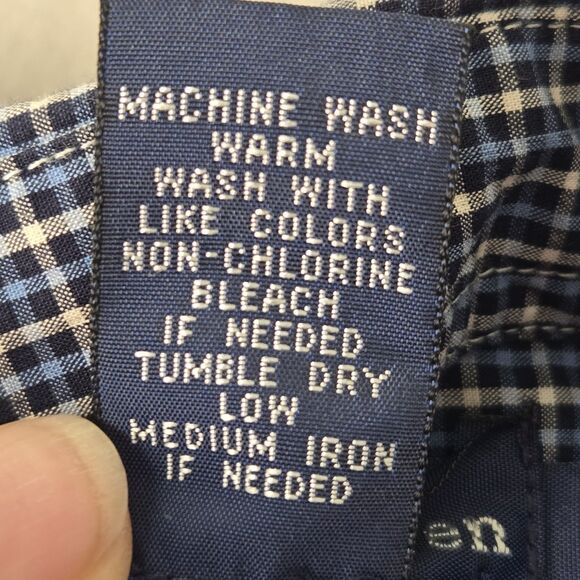 MACHINE WASH
WARM
WASH WITH
LIKE COLORS
NON-CHLORINE
BLEACH
IF NEEDED
TUMBLE DRY
LOW
MEDIUM IRON
IF NEEDED
en